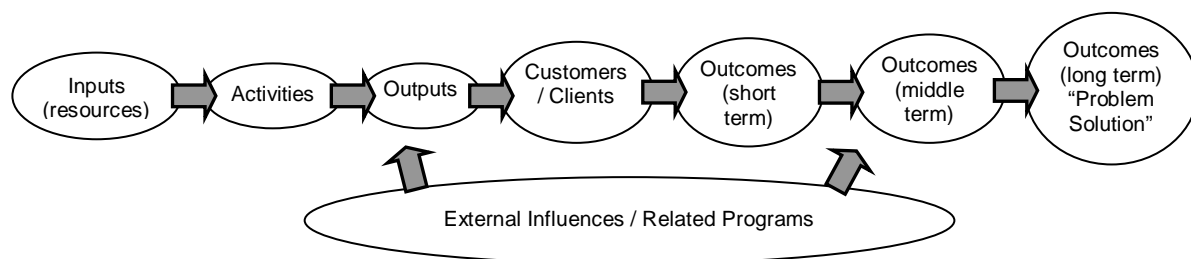 Inputs
(resources)
Activities
Outputs
Customers
/ Clients
Outcomes
(short
term)
Outcomes
(middle
term)
Outcomes
(long term)
“Problem
Solution”
External Influences / Related Programs